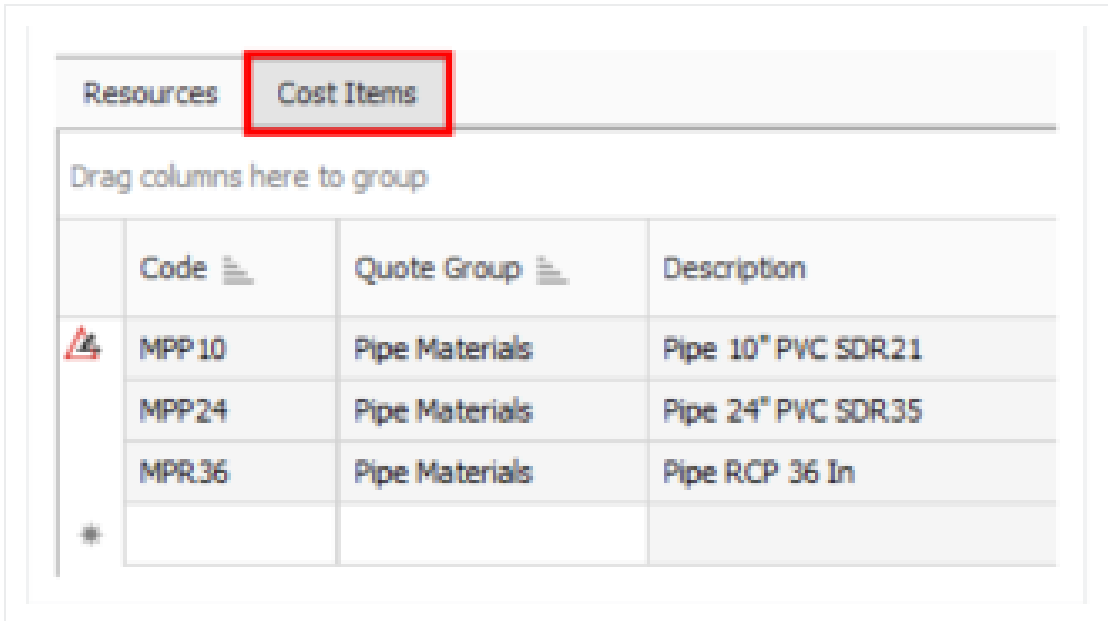 Resources Cost Items
Drag columns here to group
Code Quote Group Description
MPP10 Pipe Materials Pipe 10" PVC SDR21
MPP24 Pipe Materials Pipe 24" PVC SDR35
MPR36 Pipe Materials Pipe RCP 36 In